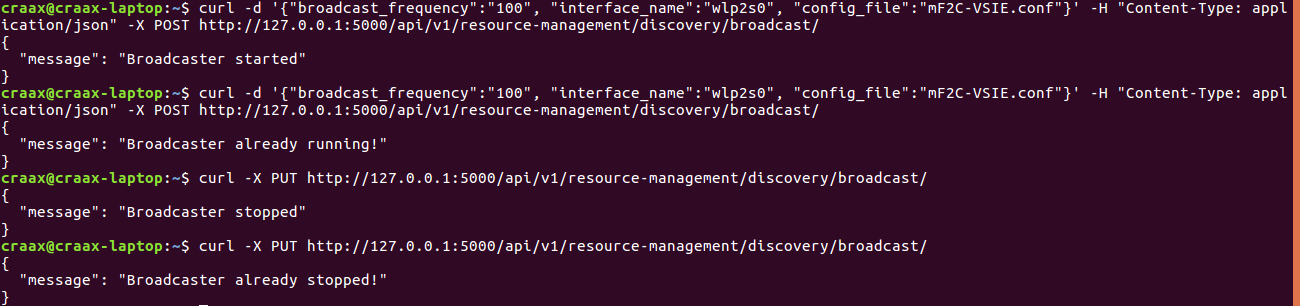 craax@craax-laptop:~$ curl -d '{"broadcast_frequency":"100", "interface_name":"wlp2s0", "config_file":"mF2C-VSIE.conf"}' -H "Content-Type: appl
ication/json" -X POST http://127.0.0.1:5000/api/v1/resource-management/discovery/broadcast/
{
  "message": "Broadcaster started"
}
craax@craax-laptop:~$ curl -d '{"broadcast_frequency":"100", "interface_name":"wlp2s0", "config_file":"mF2C-VSIE.conf"}' -H "Content-Type: appl
ication/json" -X POST http://127.0.0.1:5000/api/v1/resource-management/discovery/broadcast/
{
  "message": "Broadcaster already running!"
}
craax@craax-laptop:~$ curl -X PUT http://127.0.0.1:5000/api/v1/resource-management/discovery/broadcast/
{
  "message": "Broadcaster stopped"
}
craax@craax-laptop:~$ curl -X PUT http://127.0.0.1:5000/api/v1/resource-management/discovery/broadcast/
{
  "message": "Broadcaster already stopped!"
}